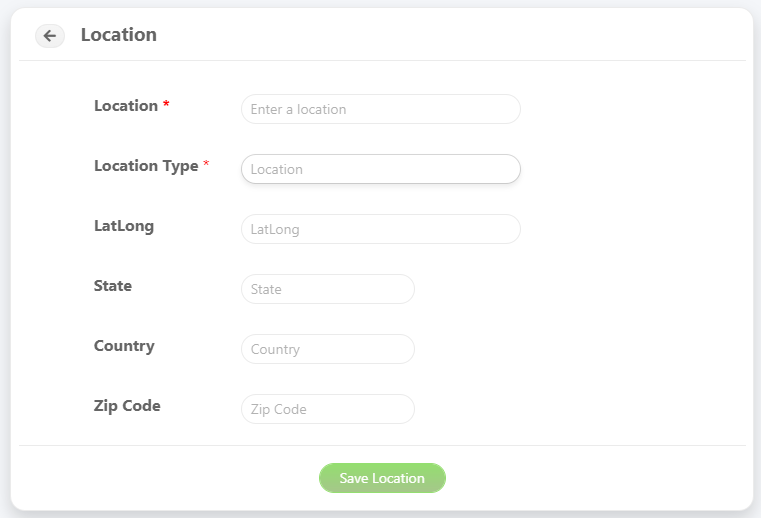 Location
Location * Enter a location
Location Type * Location
LatLong LatLong
State State
Country Country
Zip Code Zip Code
Save Location